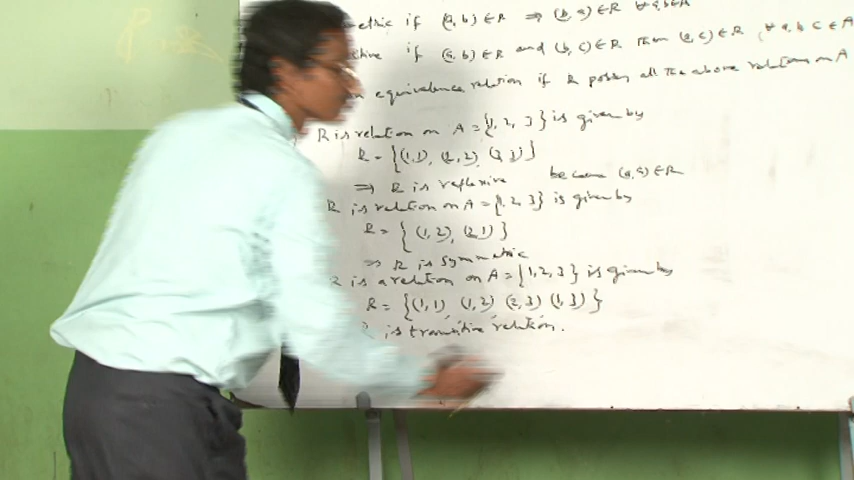 etric if (a, b) ∈ R ⇒ (b, a) ∈ R ∀ a, b ∈ A
sitive if (a, b) ∈ R and (b, c) ∈ R then (a, c) ∈ R, ∀ a, b, c ∈ A
an equivalence relation if R posses all the above relations on A
R is relation on A = {1, 2, 3} is given by
R = {(1,1), (2,2), (3,3)}
⇒ R is reflexive because (a, a) ∈ R
R is relation on A = {1, 2, 3} is given by
R = {(1,2), (2,1)}
⇒ R is symmetric
R is a relation on A = {1, 2, 3} is given by
R = {(1,1) (1,2) (2,3) (1,3)}
R is transitive relation.